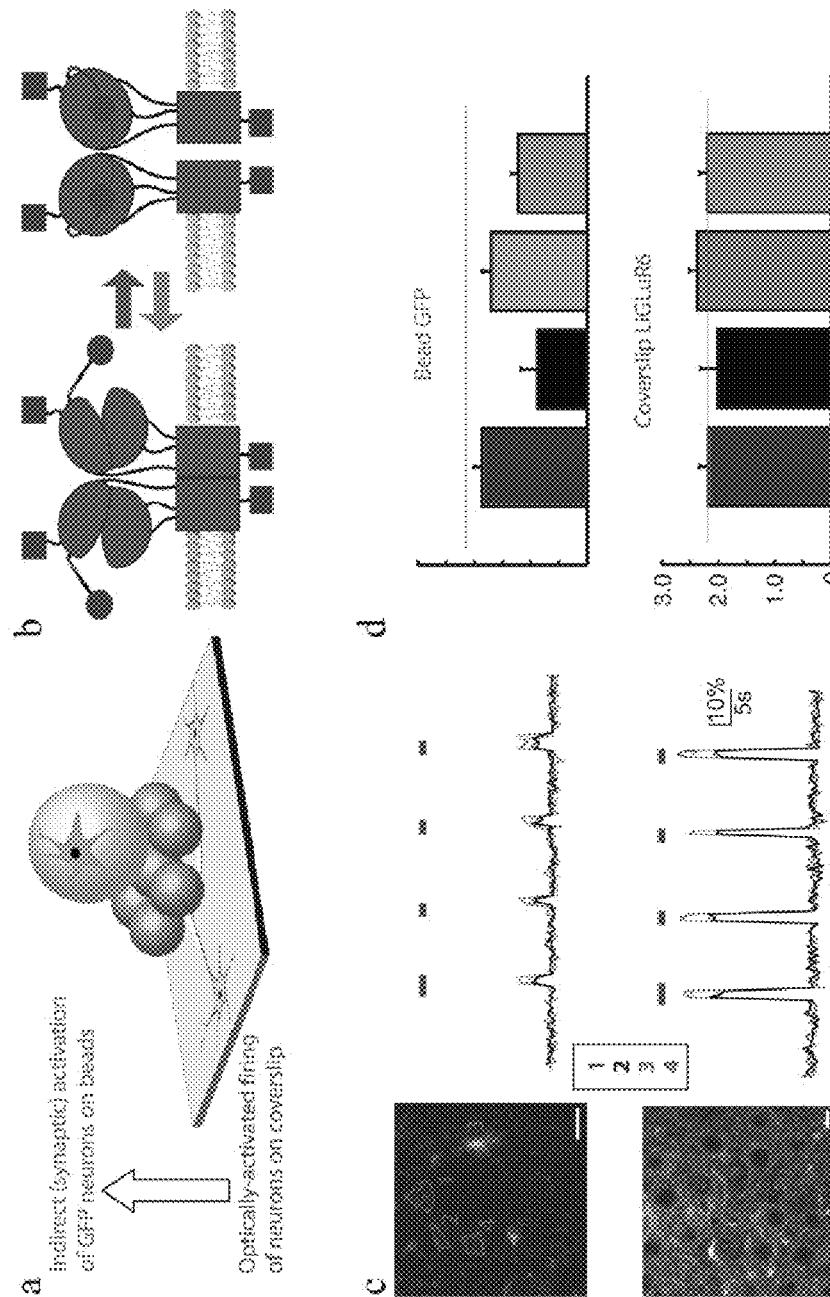 a
Indirect (synaptic) activation
of GFP neurons on beads
Optically-activated firing
of neurons on coverslip
b
c
1
2
3
4
10%
5s
d
Bead GFP
Coverslip LiGLuR6
3.0
2.0
1.0
0